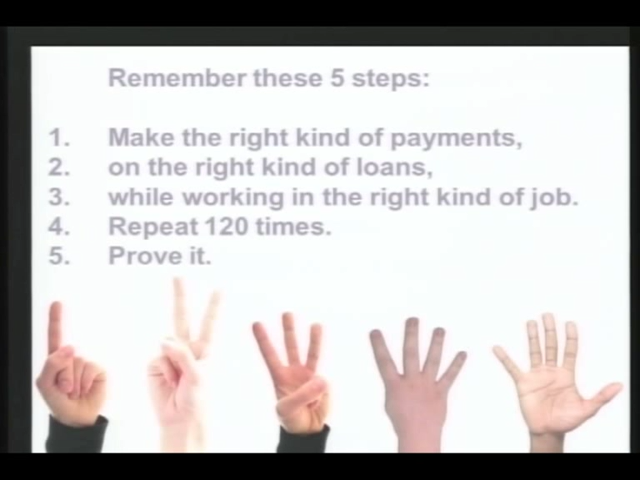 Remember these 5 steps:
1. Make the right kind of payments,
2. on the right kind of loans,
3. while working in the right kind of job.
4. Repeat 120 times.
5. Prove it.